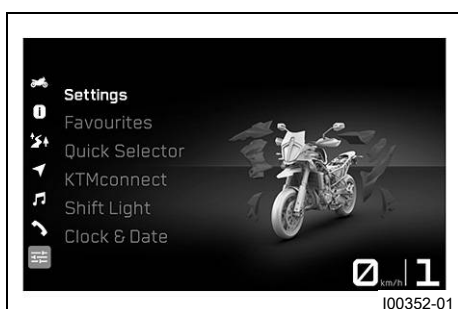 Settings
Favourites
Quick Selector
KTMconnect
Shift Light
Clock & Date
0 km/h 1
I00352-01